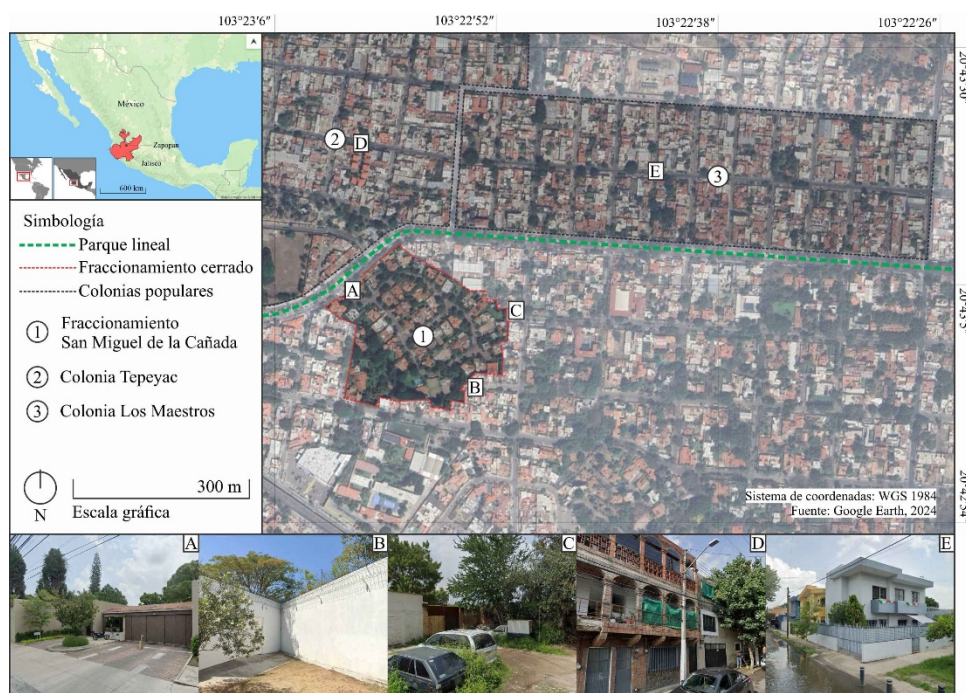 103°23′6″
103°22′52″
103°22′38″
103°22′26″
México
Zapopan
Jalisco
600 km
Simbología
Parque lineal
Fraccionamiento cerrado
Colonias populares
1
Fraccionamiento
San Miguel de la Cañada
2
Colonia Tepeyac
3
Colonia Los Maestros
300 m
N
Escala gráfica
2
D
E
3
A
1
C
B
Sistema de coordenadas: WGS 1984
Fuente: Google Earth, 2024
A
B
C
D
E